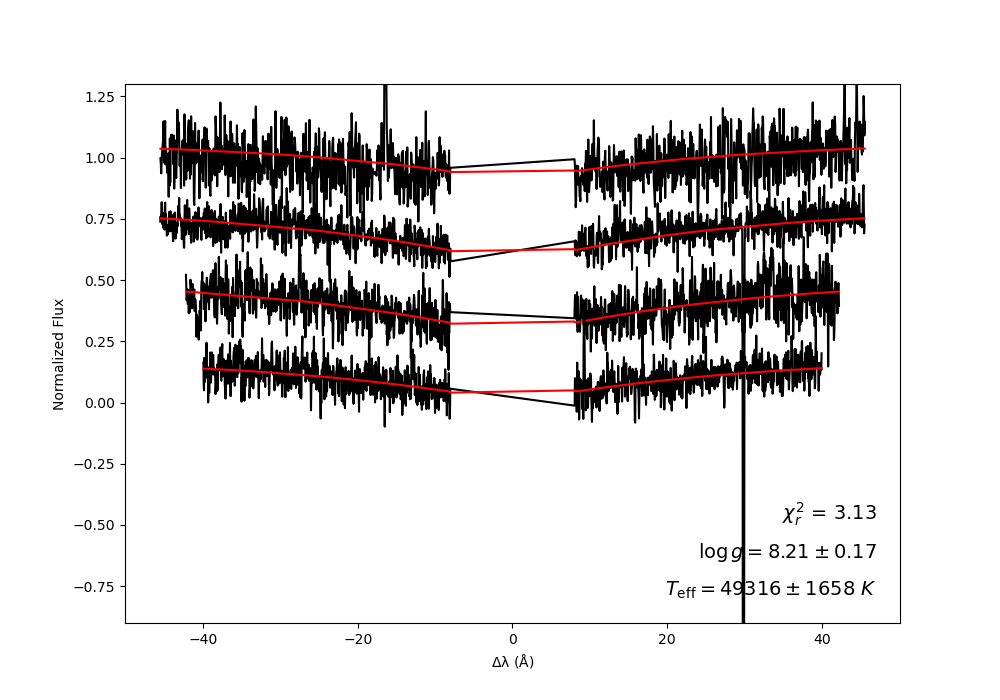 1.25
1.00
0.75
0.50
0.25
0.00
−0.25
−0.50
−0.75
Normalized Flux
χ²ᵣ = 3.13
log g = 8.21 ± 0.17
T_eff = 49316 ± 1658 K
−40 −20 0 20 40
Δλ (Å)